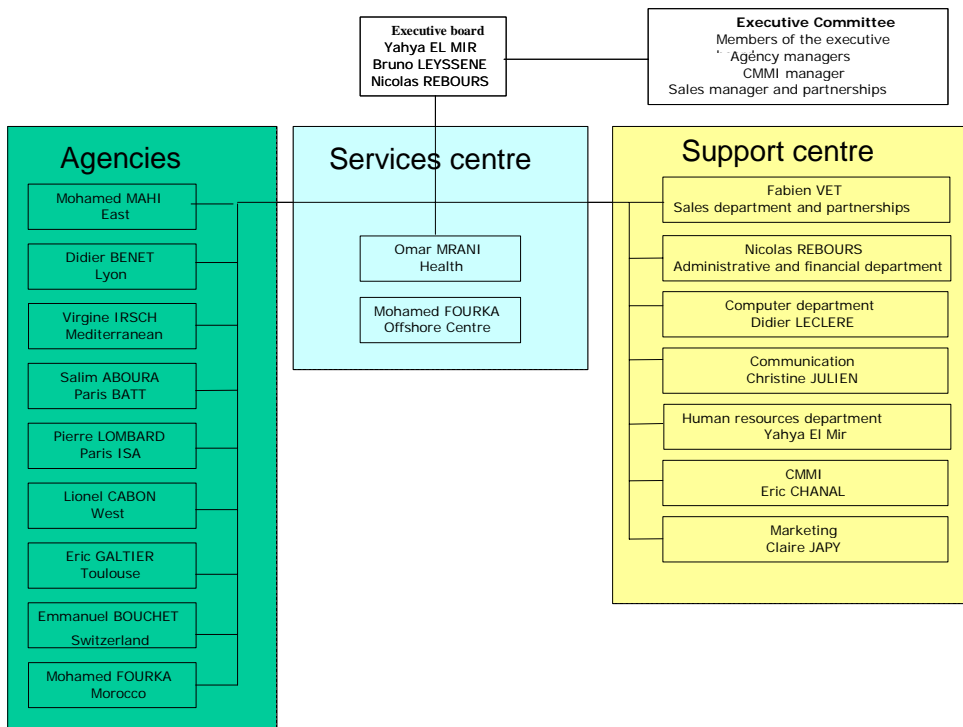 Executive board
Yahya EL MIR
Bruno LEYSSENE
Nicolas REBOURS
Executive Committee
Members of the executive
Agency managers
CMMI manager
Sales manager and partnerships
Agencies
Mohamed MAHI
East
Didier BENET
Lyon
Virgine IRSCH
Mediterranean
Salim ABOURA
Paris BATT
Pierre LOMBARD
Paris ISA
Lionel CABON
West
Eric GALTIER
Toulouse
Emmanuel BOUCHET
Switzerland
Mohamed FOURKA
Morocco
Services centre
Omar MRANI
Health
Mohamed FOURKA
Offshore Centre
Support centre
Fabien VET
Sales department and partnerships
Nicolas REBOURS
Administrative and financial department
Computer department
Didier LECLERE
Communication
Christine JULIEN
Human resources department
Yahya El Mir
CMMI
Eric CHANAL
Marketing
Claire JAPY